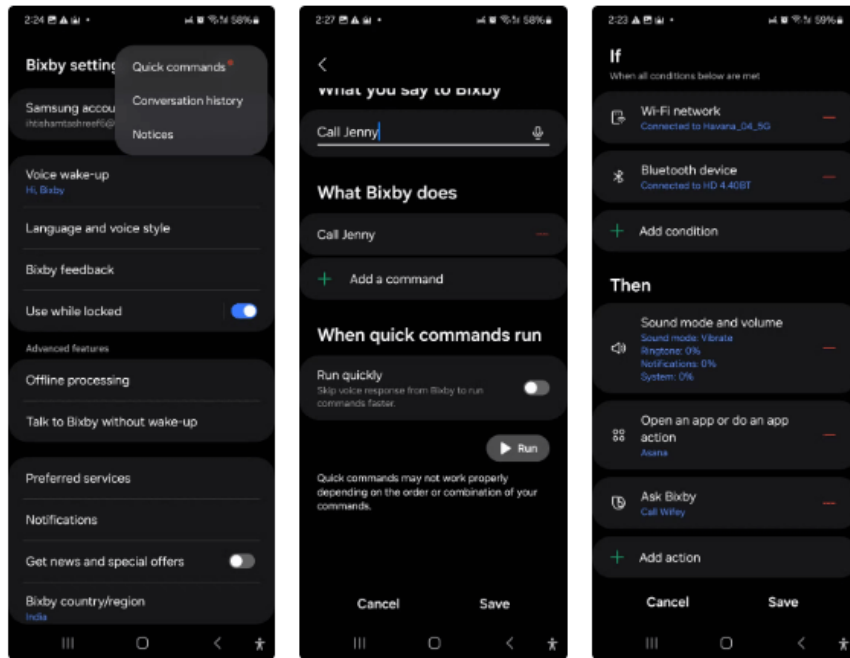 2:24
58%
Bixby setting
Quick commands
Conversation history
Notices
Samsung accou
Voice wake-up
Hi, Bixby
Language and voice style
Bixby feedback
Use while locked
Advanced features
Offline processing
Talk to Bixby without wake-up
Preferred services
Notifications
Get news and special offers
Bixby country/region
India
2:27
58%
What you say to Bixby
Call Jenny
What Bixby does
Call Jenny
Add a command
When quick commands run
Run quickly
Skip voice response from Bixby to run
commands faster.
Run
Quick commands may not work properly
depending on the order or combination of your
commands.
Cancel Save
2:23
59%
If
When all conditions below are met
Wi-Fi network
Connected to Havana_04_5G
Bluetooth device
Connected to HD 4.40BT
Add condition
Then
Sound mode and volume
Sound mode: Vibrate
Ringtone: 0%
Notifications: 0%
System: 0%
Open an app or do an app
action
Asana
Ask Bixby
Call Wifey
Add action
Cancel Save